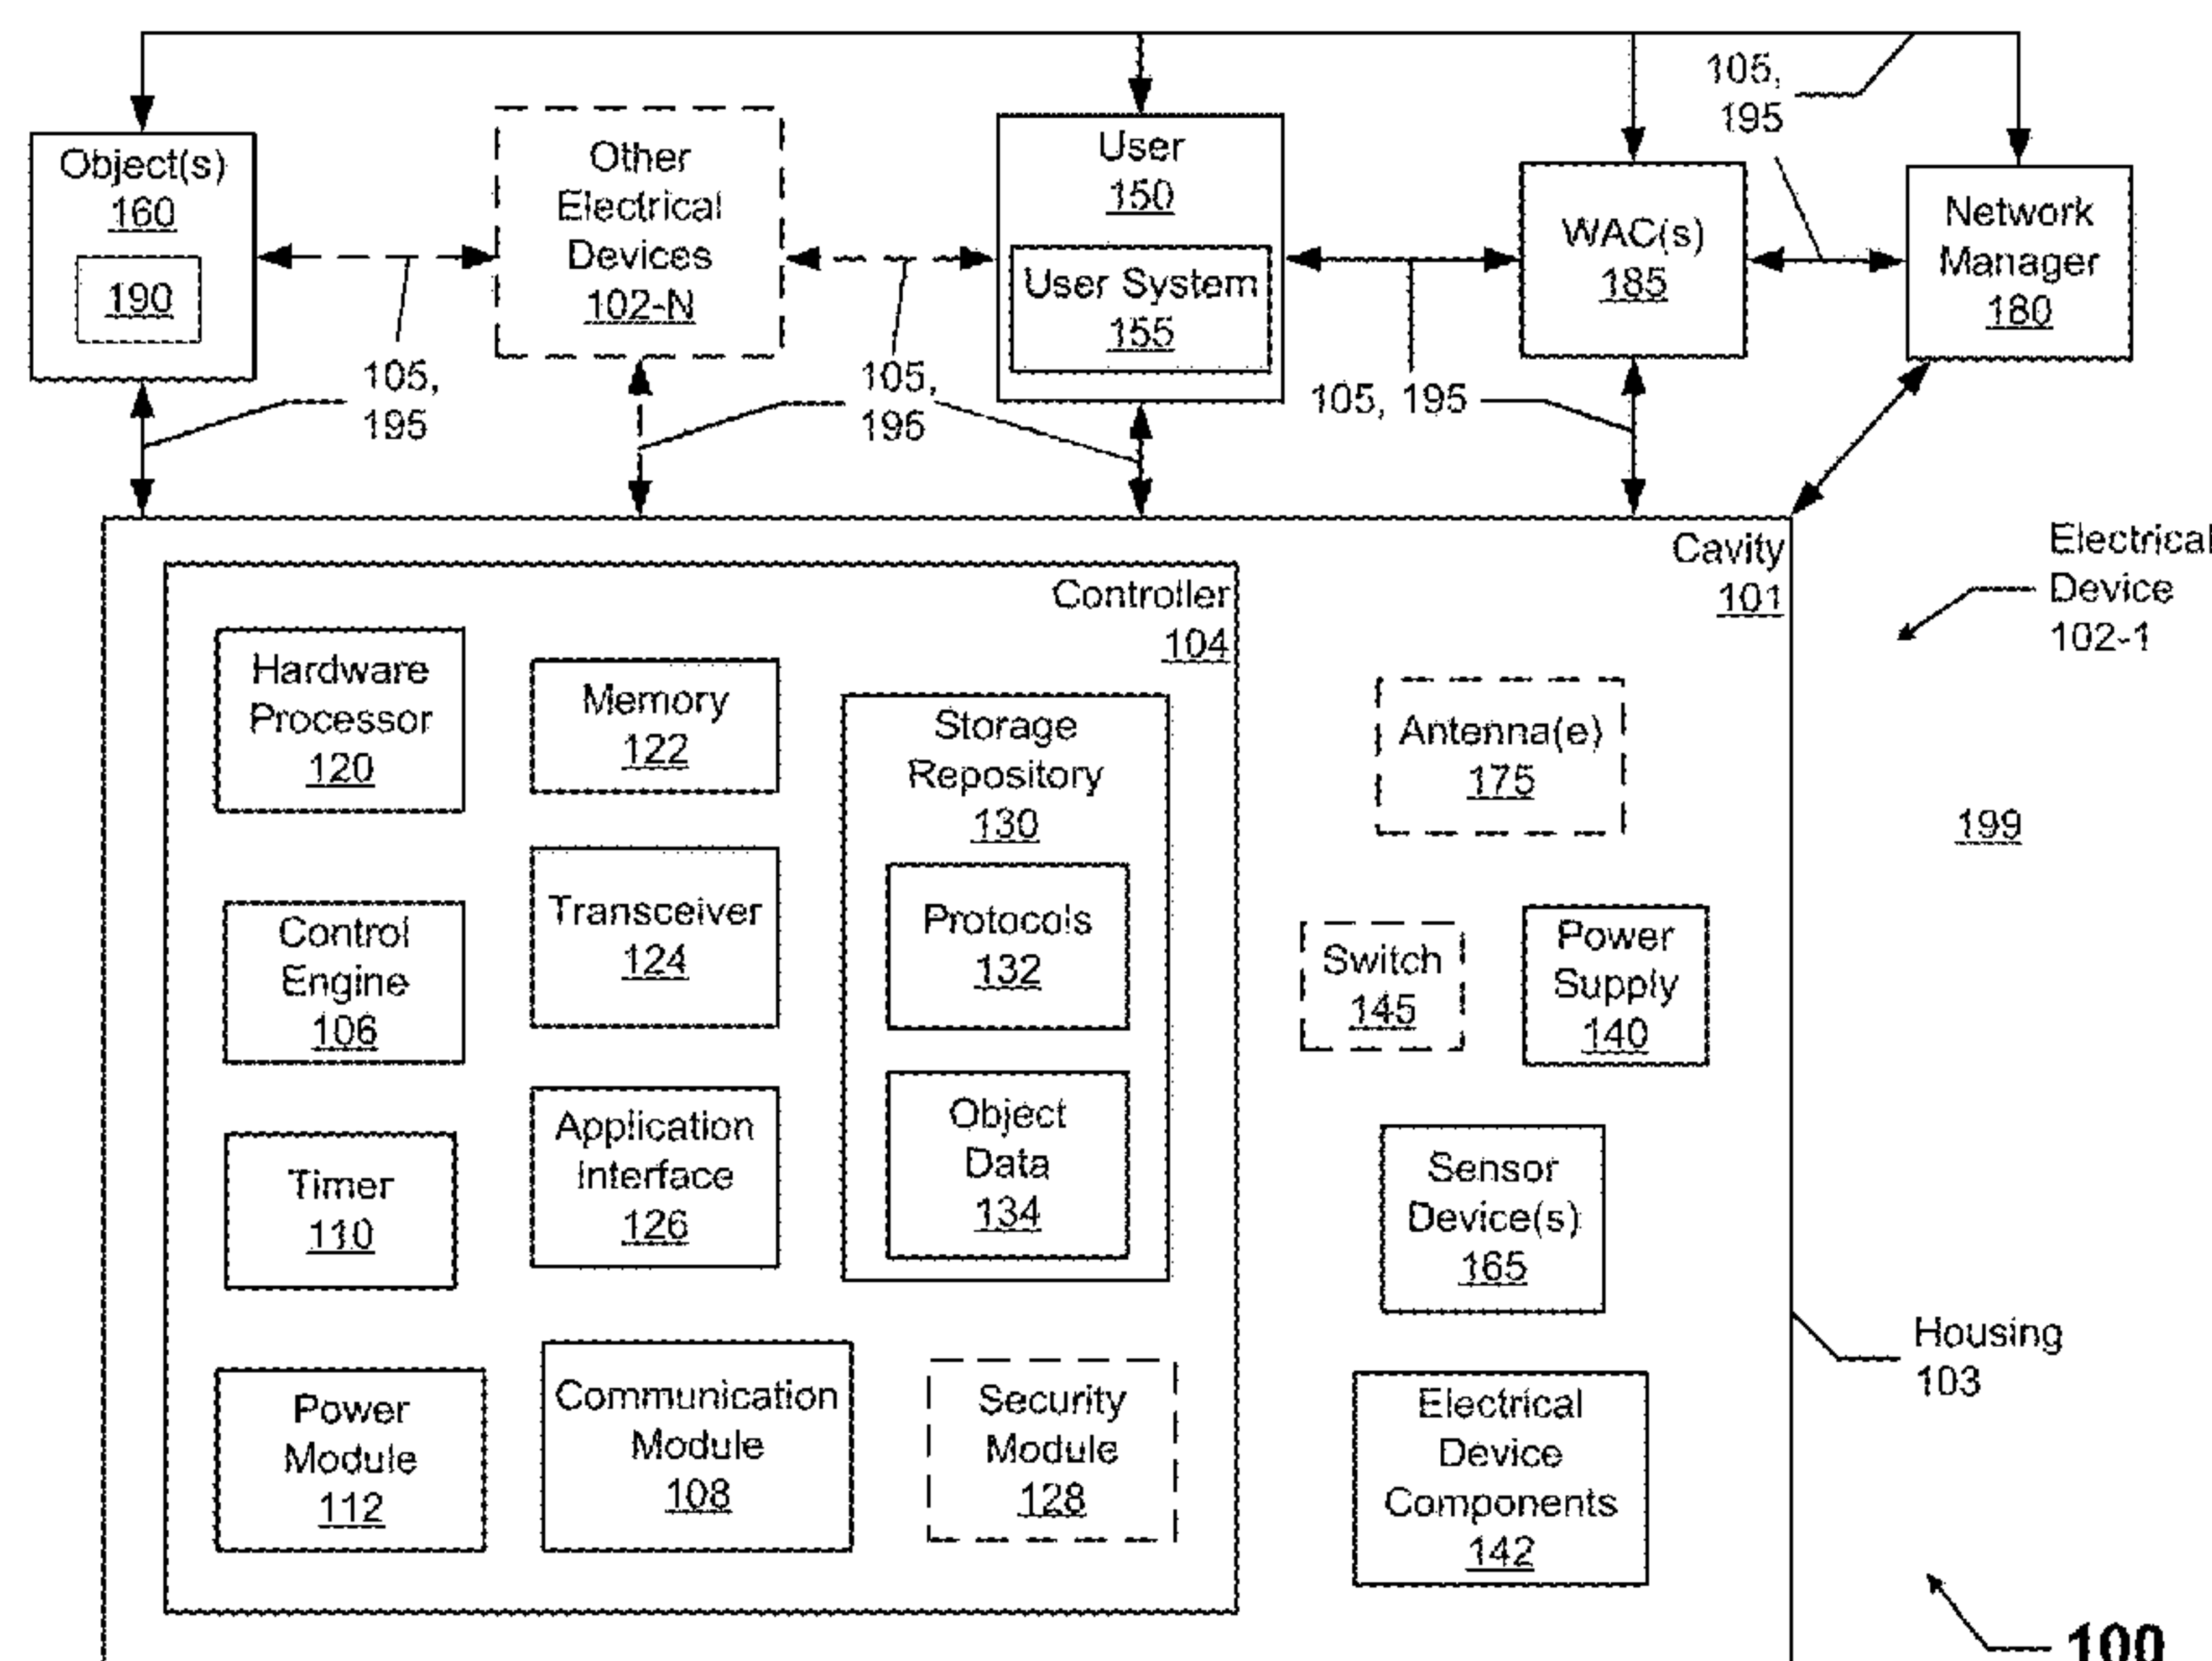 105,
195
Object(s)
160
190
Other
Electrical
Devices
102-N
User
150
User System
155
WAC(s)
185
Network
Manager
180
105,
195
105,
195
105, 195
Cavity
101
Electrical
Device
102-1
Controller
104
Hardware
Processor
120
Memory
122
Storage
Repository
130
Antenna(e)
175
199
Control
Engine
106
Transceiver
124
Protocols
132
Switch
145
Power
Supply
140
Timer
110
Application
Interface
126
Object
Data
134
Sensor
Device(s)
165
Housing
103
Power
Module
112
Communication
Module
108
Security
Module
128
Electrical
Device
Components
142
100